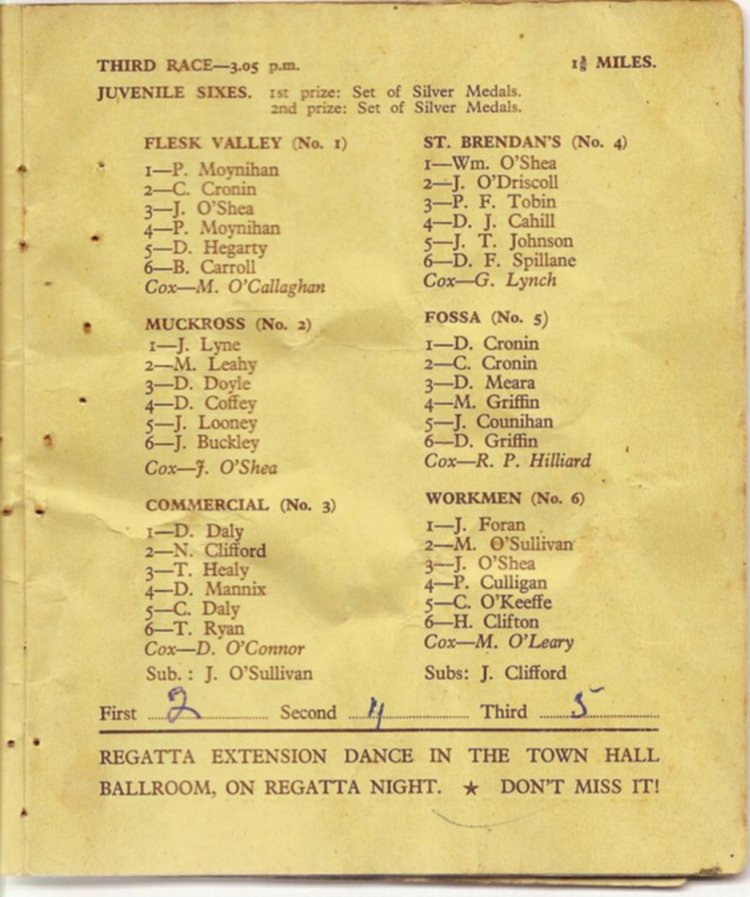 THIRD RACE—3.05 p.m. 1⅜ MILES.
JUVENILE SIXES. 1st prize: Set of Silver Medals.
2nd prize: Set of Silver Medals.
FLESK VALLEY (No. 1)
1—P. Moynihan
2—C. Cronin
3—J. O'Shea
4—P. Moynihan
5—D. Hegarty
6—B. Carroll
Cox—M. O'Callaghan
MUCKROSS (No. 2)
1—J. Lyne
2—M. Leahy
3—D. Doyle
4—D. Coffey
5—J. Looney
6—J. Buckley
Cox—J. O'Shea
COMMERCIAL (No. 3)
1—D. Daly
2—N. Clifford
3—T. Healy
4—D. Mannix
5—C. Daly
6—T. Ryan
Cox—D. O'Connor
Sub.: J. O'Sullivan
ST. BRENDAN'S (No. 4)
1—Wm. O'Shea
2—J. O'Driscoll
3—P. F. Tobin
4—D. J. Cahill
5—J. T. Johnson
6—D. F. Spillane
Cox—G. Lynch
FOSSA (No. 5)
1—D. Cronin
2—C. Cronin
3—D. Meara
4—M. Griffin
5—J. Counihan
6—D. Griffin
Cox—R. P. Hilliard
WORKMEN (No. 6)
1—J. Foran
2—M. O'Sullivan
3—J. O'Shea
4—P. Culligan
5—C. O'Keeffe
6—H. Clifton
Cox—M. O'Leary
Subs: J. Clifford
First 2 Second 4 Third 5
REGATTA EXTENSION DANCE IN THE TOWN HALL
BALLROOM, ON REGATTA NIGHT. ★ DON'T MISS IT!